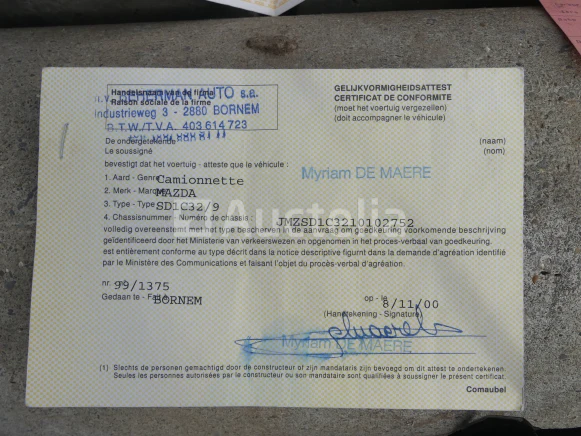 Handelsnaam van de firma
BEHERMAN AUTO s.a.
Raison sociale de la firme
Industrieweg 3 - 2880 BORNEM
B.T.W./T.V.A. 403 614 723
De ondergetekende
Le soussigné
bevestigt dat het voertuig - atteste que le véhicule :
1. Aard - Genre Camionnette
2. Merk - Marque MAZDA
3. Type - Type SD1C32/9
4. Chassisnummer - Numéro de châssis : JMZSD1C3210102752
GELIJKVORMIGHEIDSATTEST
CERTIFICAT DE CONFORMITE
(moet het voertuig vergezellen)
(doit accompagner le véhicule)
(naam)
(nom)
Myriam DE MAERE
volledig overeenstemt met het type beschreven in de aanvraag om goedkeuring voorkomende beschrijving
geïdentificeerd door het Ministerie van verkeerswezen en opgenomen in het proces-verbaal van goedkeuring.
est entièrement conforme au type décrit dans la notice descriptive figurnt dans la demande d'agréation identifié
par le Ministère des Communications et faisant l'objet du procès-verbal d'agréation.
nr. 99/1375
Gedaan te - Fait à BORNEM
op - le 8/11/00
(Handtekening - Signature)
Myriam DE MAERE
(1) Slechts de personen gemachtigd door de constructeur of zijn mandataris zijn bevoegd om dit attest te ondertekenen.
Seules les personnes autorisées par le constructeur ou son mandataire sont qualifiées à soussigner le présent certificat.
Comaubel